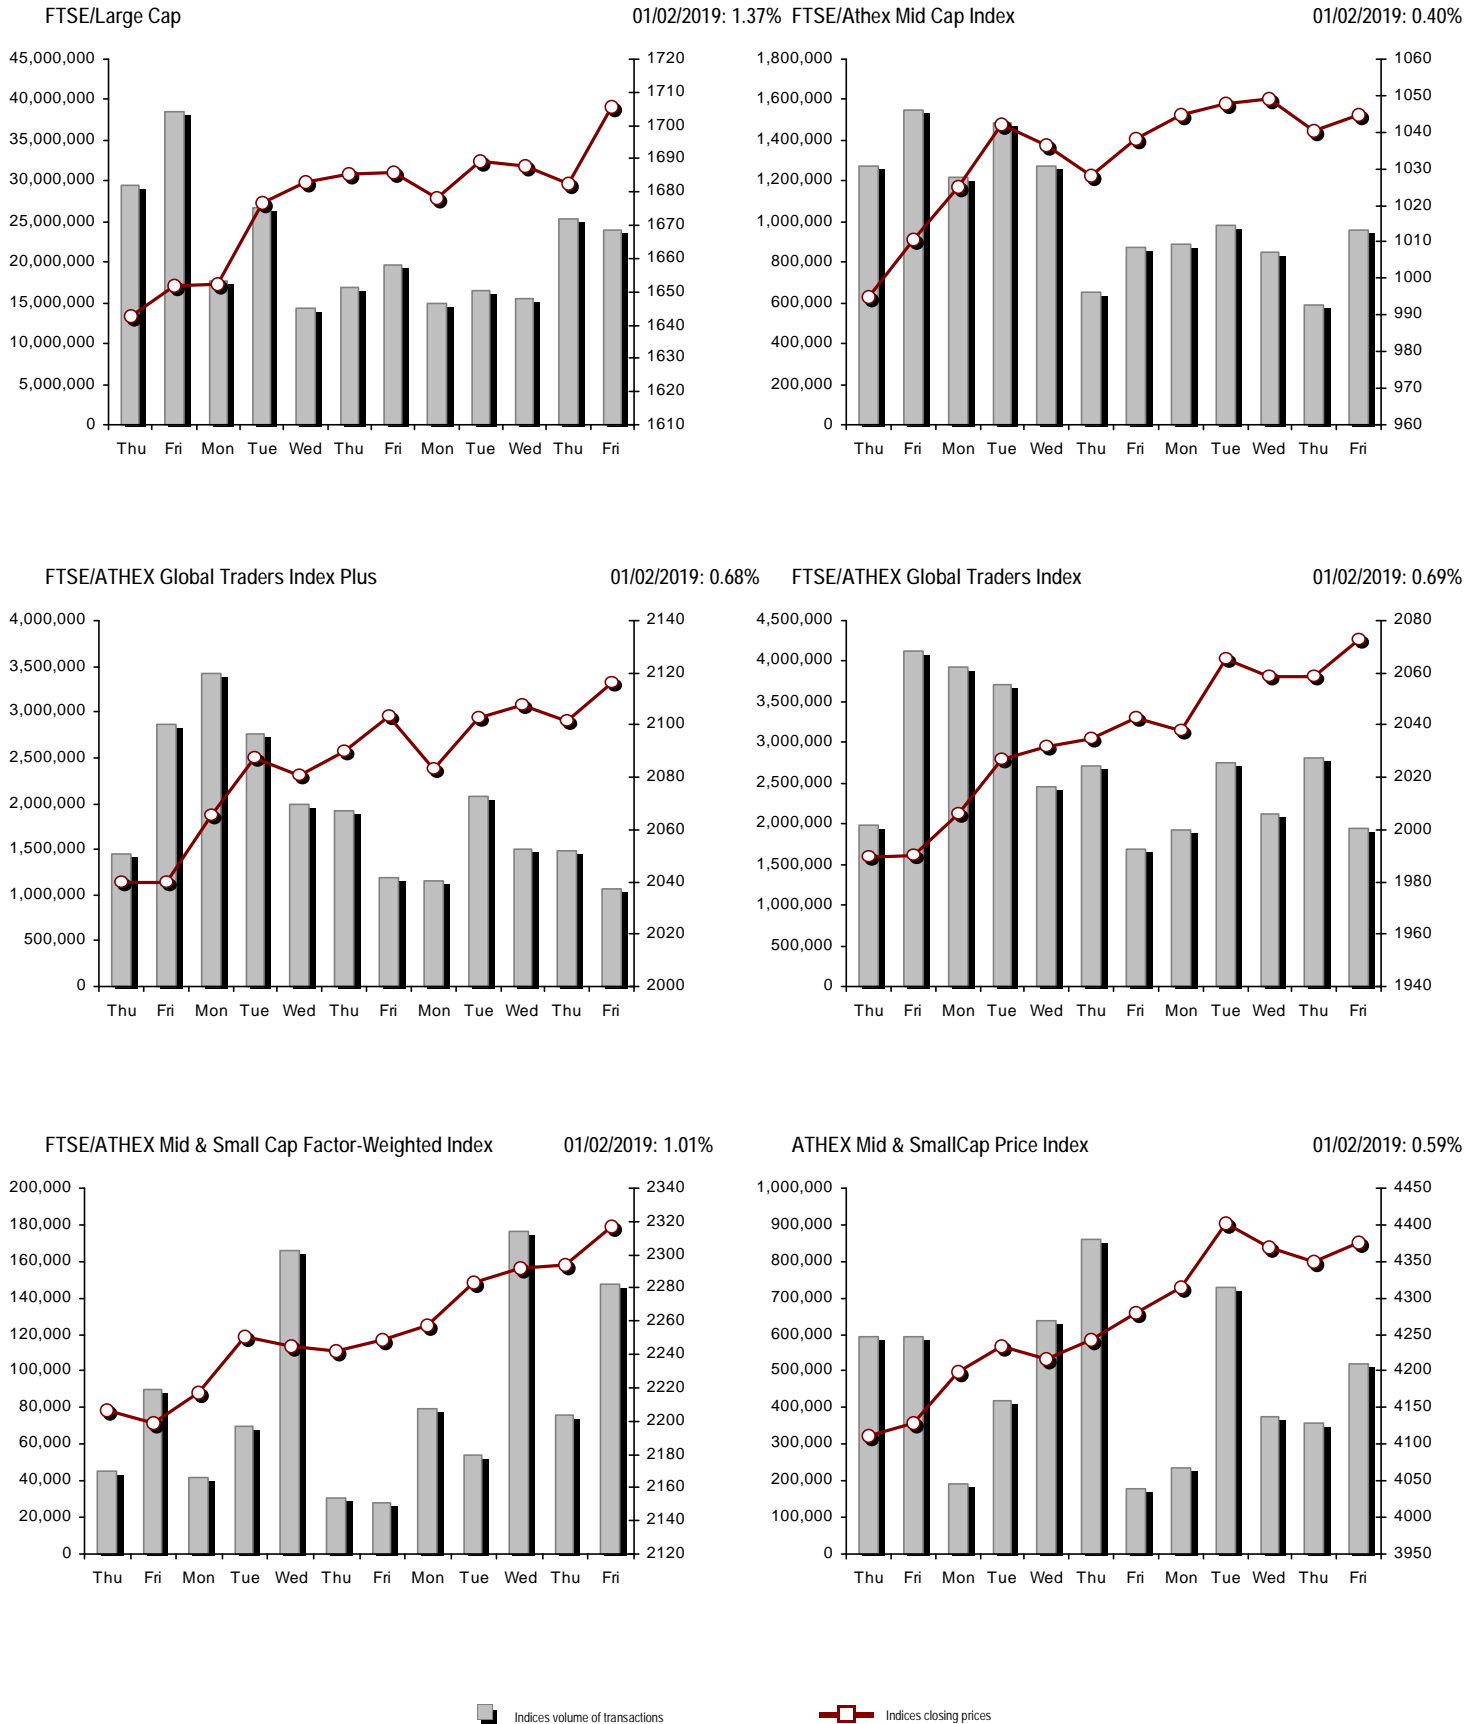 FTSE/Large Cap 01/02/2019: 1.37% FTSE/Athex Mid Cap Index 01/02/2019: 0.40%
45,000,000 1720 1,800,000 1060
40,000,000 1710 1,600,000 1050
35,000,000 1700 1,400,000 1040
30,000,000 1690 1,200,000 1030
25,000,000 1680 1,000,000 1020
20,000,000 1670 800,000 1010
15,000,000 1660 600,000 1000
10,000,000 1650 400,000 990
5,000,000 1640 200,000 980
0 1630 0 970
1620 960
1610
Thu Fri Mon Tue Wed Thu Fri Mon Tue Wed Thu Fri Thu Fri Mon Tue Wed Thu Fri Mon Tue Wed Thu Fri
FTSE/ATHEX Global Traders Index Plus 01/02/2019: 0.68% FTSE/ATHEX Global Traders Index 01/02/2019: 0.69%
4,000,000 2140 4,500,000 2080
3,500,000 2120 4,000,000 2060
3,000,000 2100 3,500,000 2040
2,500,000 2080 3,000,000 2020
2,000,000 2060 2,500,000 2000
1,500,000 2040 2,000,000 1980
1,000,000 2020 1,500,000 1960
500,000 2000 1,000,000 1940
0 500,000
0
Thu Fri Mon Tue Wed Thu Fri Mon Tue Wed Thu Fri Thu Fri Mon Tue Wed Thu Fri Mon Tue Wed Thu Fri
FTSE/ATHEX Mid & Small Cap Factor-Weighted Index 01/02/2019: 1.01% ATHEX Mid & SmallCap Price Index 01/02/2019: 0.59%
200,000 2340 1,000,000 4450
180,000 2320 900,000 4400
160,000 2300 800,000 4350
140,000 2280 700,000 4300
120,000 2260 600,000 4250
100,000 2240 500,000 4200
80,000 2220 400,000 4150
60,000 2200 300,000 4100
40,000 2180 200,000 4050
20,000 2160 100,000 4000
0 2140 0 3950
2120
Thu Fri Mon Tue Wed Thu Fri Mon Tue Wed Thu Fri Thu Fri Mon Tue Wed Thu Fri Mon Tue Wed Thu Fri
Indices volume of transactions Indices closing prices